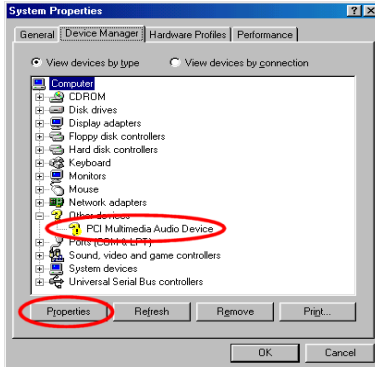 System Properties
General Device Manager Hardware Profiles Performance
View devices by type View devices by connection
Computer
CDROM
Disk drives
Display adapters
Floppy disk controllers
Hard disk controllers
Keyboard
Monitors
Mouse
Network adapters
Other devices
PCI Multimedia Audio Device
Ports (COM & LPT)
Sound, video and game controllers
System devices
Universal Serial Bus controllers
Properties Refresh Remove Print...
OK Cancel